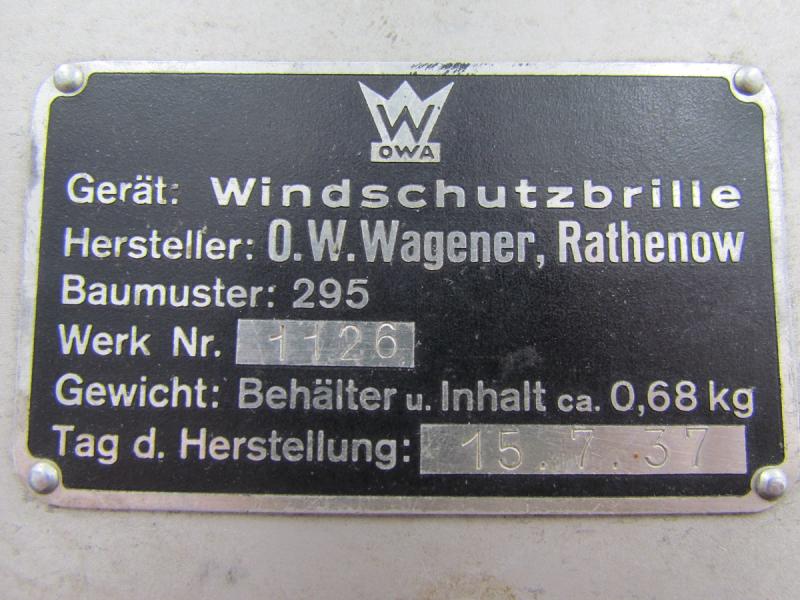 W
OWA
Gerät: Windschutzbrille
Hersteller: O.W.Wagener, Rathenow
Baumuster: 295
Werk Nr. 1126
Gewicht: Behälter u. Inhalt ca. 0,68 kg
Tag d. Herstellung: 15.7.37